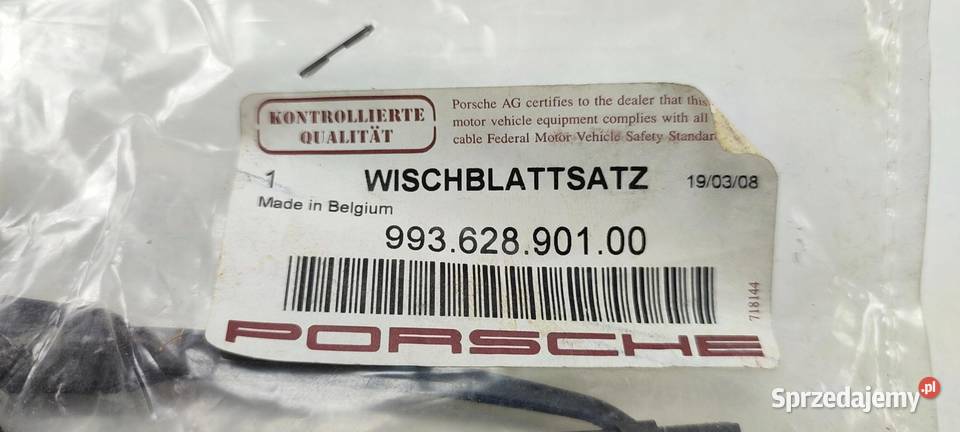 KONTROLLIERTE
QUALITÄT
Porsche AG certifies to the dealer that this
motor vehicle equipment complies with all
cable Federal Motor Vehicle Safety Standar
1 WISCHBLATTSATZ 19/03/08
Made in Belgium
993.628.901.00
718144
PORSCHE
Sprzedajemy.pl